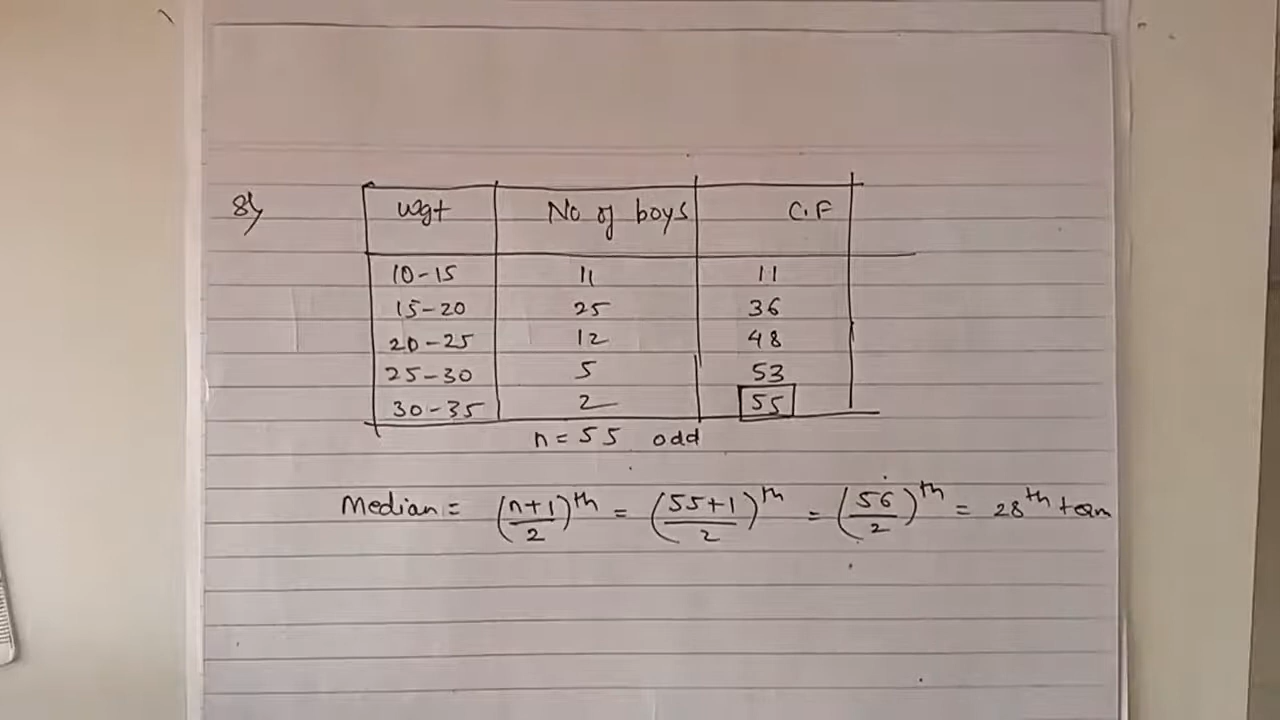 8) Wgt No of boys C.F
10-15 11 11
15-20 25 36
20-25 12 48
25-30 5 53
30-35 2 55
n = 55 odd
Median = (n+1/2)th = (55+1/2)th = (56/2)th = 28th term